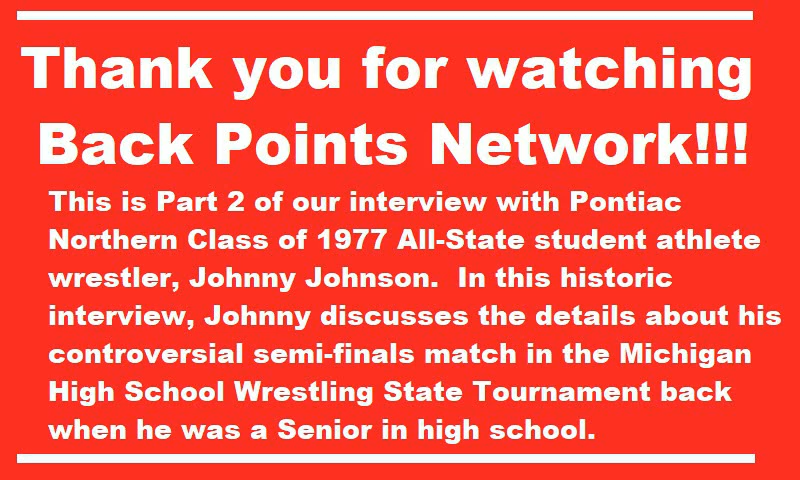 Thank you for watching
Back Points Network!!!
This is Part 2 of our interview with Pontiac
Northern Class of 1977 All-State student athlete
wrestler, Johnny Johnson.  In this historic
interview, Johnny discusses the details about his
controversial semi-finals match in the Michigan
High School Wrestling State Tournament back
when he was a Senior in high school.